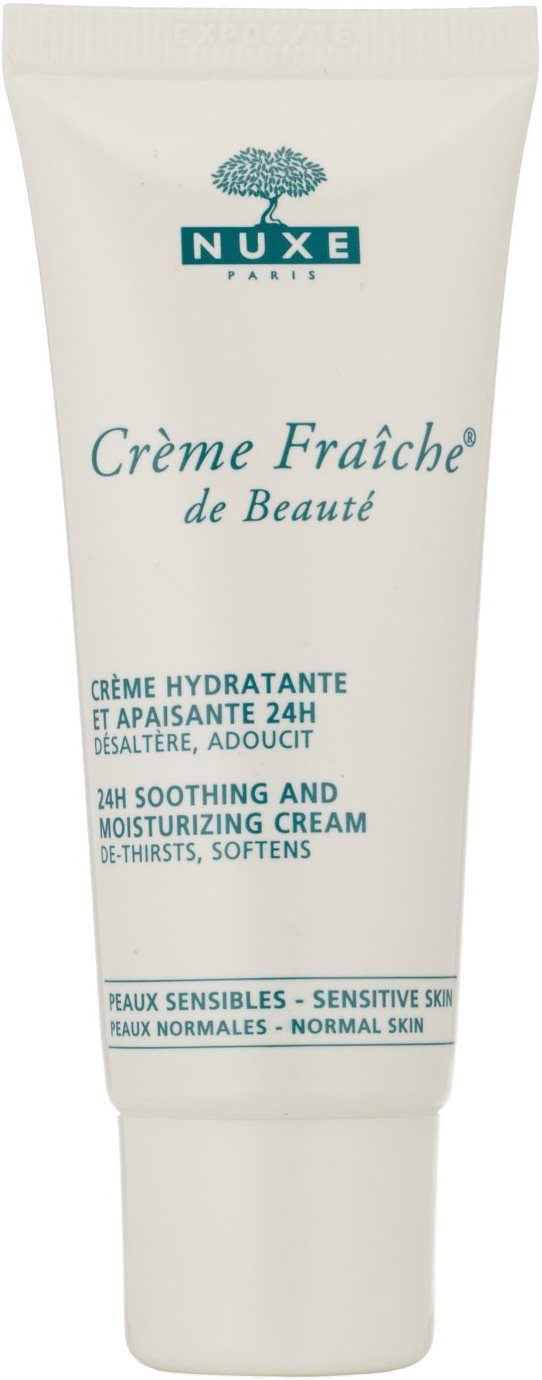 NUXE
PARIS
Crème Fraîche®
de Beauté
CRÈME HYDRATANTE
ET APAISANTE 24H
DÉSALTÈRE, ADOUCIT
24H SOOTHING AND
MOISTURIZING CREAM
DE-THIRSTS, SOFTENS
PEAUX SENSIBLES - SENSITIVE SKIN
PEAUX NORMALES - NORMAL SKIN